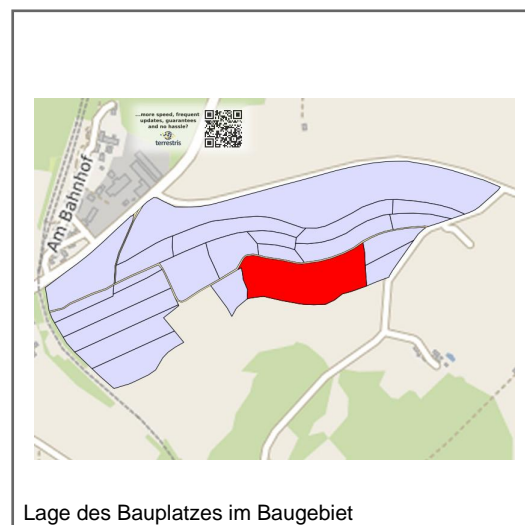 ...more speed, frequent
updates, guarantees
and no hassle?
terrestris
Am Bahnhof
Lage des Bauplatzes im Baugebiet